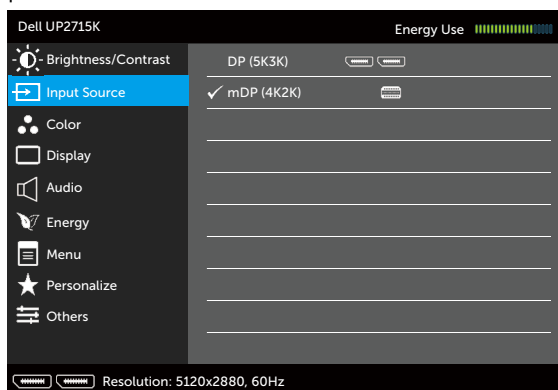 Dell UP2715K Energy Use
Brightness/Contrast DP (5K3K)
Input Source ✓ mDP (4K2K)
Color
Display
Audio
Energy
Menu
Personalize
Others
Resolution: 5120x2880, 60Hz